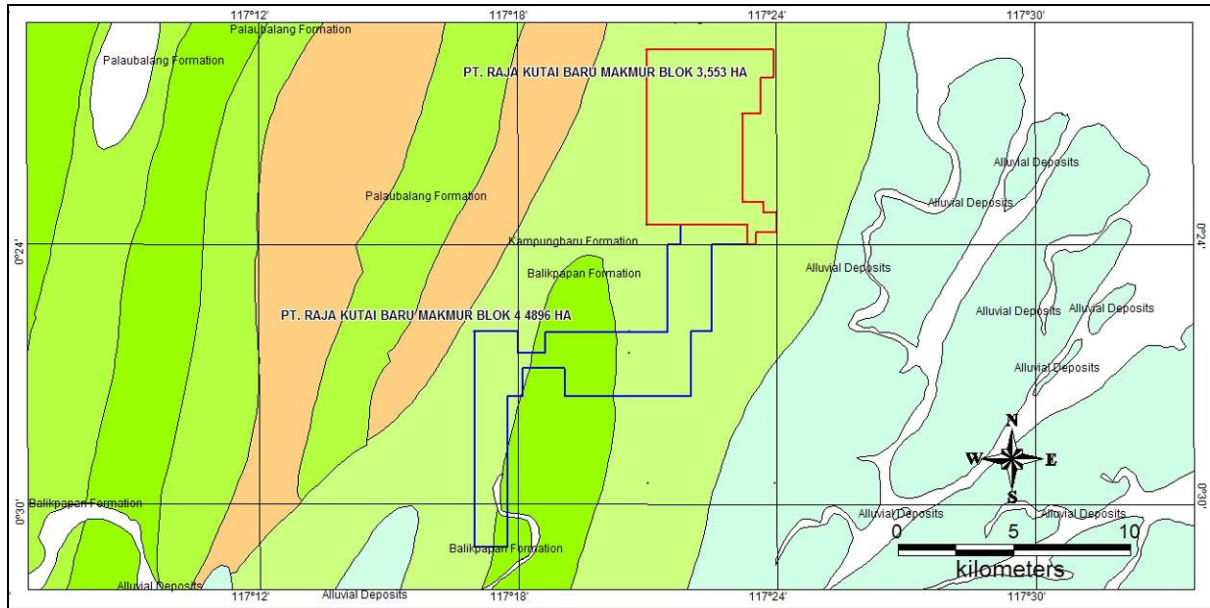 117°12' 117°18' 117°24' 117°30'
Palaubalang Formation
Palaubalang Formation
PT. RAJA KUTAI BARU MAKMUR BLOK 3,553 HA
Alluvial Deposits
Palaubalang Formation
Alluvial Deposits
0°24' Kampungbaru Formation 0°24'
Balikpapan Formation
Alluvial Deposits
PT. RAJA KUTAI BARU MAKMUR BLOK 4 4896 HA
Alluvial Deposits
Alluvial Deposits
Alluvial Deposits
N
W E
S
0°30' 0°30'
Balikpapan Formation
Alluvial Deposits
Alluvial Deposits
0 5 10
Balikpapan Formation
kilometers
Alluvial Deposits
Alluvial Deposits
117°12' 117°18' 117°24' 117°30'